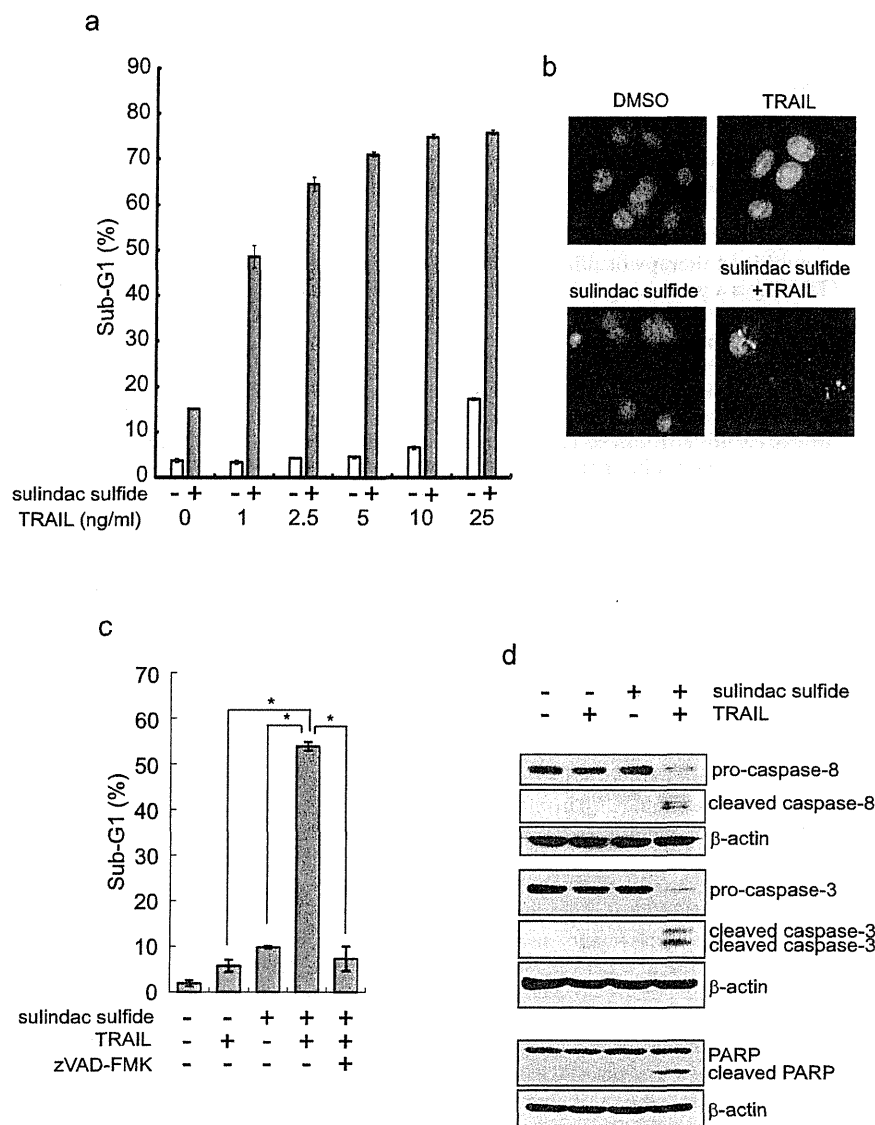 a
90
80
70
60
50
40
30
20
10
0
Sub-G1 (%)
sulindac sulfide - + - + - + - + - + - +
TRAIL (ng/ml) 0 1 2.5 5 10 25
b
DMSO TRAIL
sulindac sulfide
sulindac sulfide
+TRAIL
c
70
60
50
40
30
20
10
0
Sub-G1 (%)
*
* *
sulindac sulfide - - + + +
TRAIL - + - + +
zVAD-FMK - - - - +
d
- - + + sulindac sulfide
- + - + TRAIL
pro-caspase-8
cleaved caspase-8
β-actin
pro-caspase-3
cleaved caspase-3
cleaved caspase-3
β-actin
PARP
cleaved PARP
β-actin